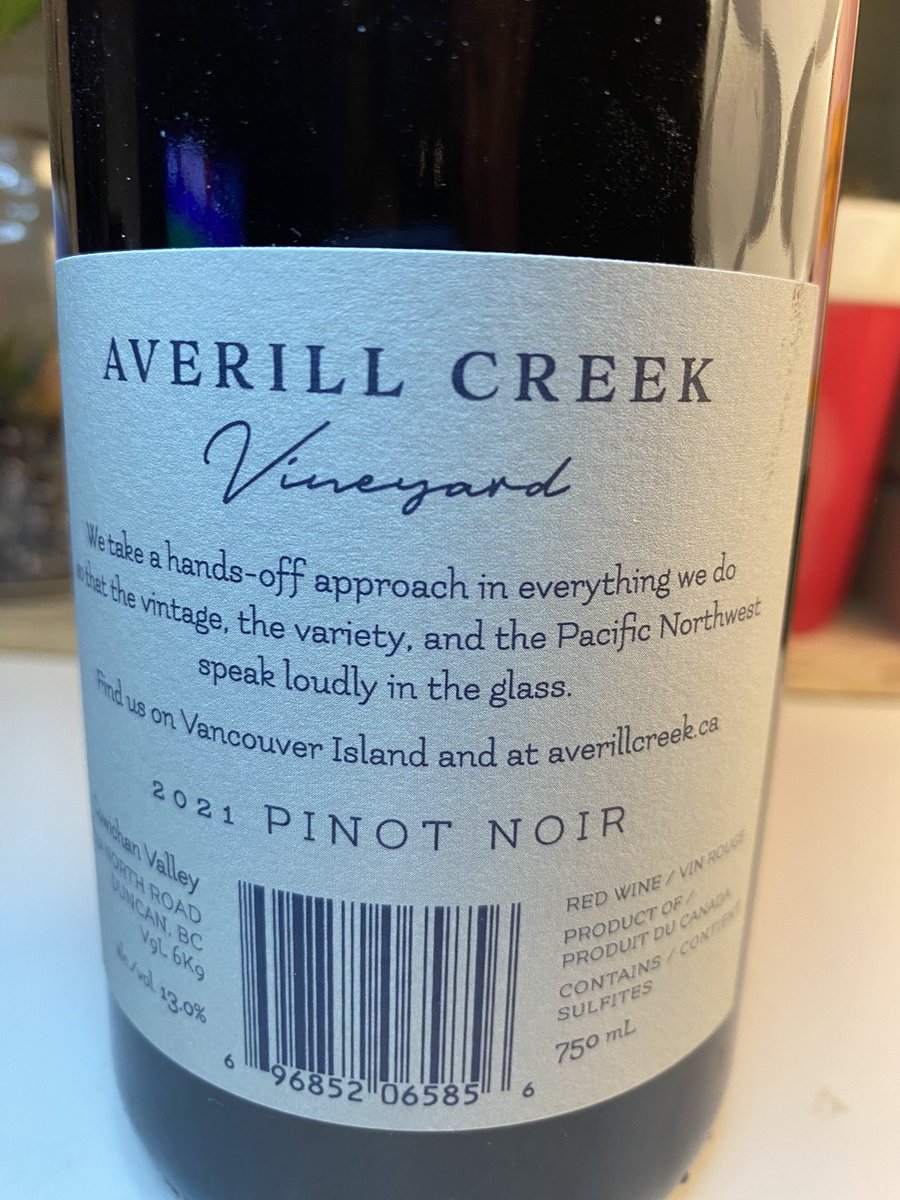 AVERILL CREEK
Vineyard
We take a hands-off approach in everything we do
so that the vintage, the variety, and the Pacific Northwest
speak loudly in the glass.
Find us on Vancouver Island and at averillcreek.ca
2021 PINOT NOIR
Cowichan Valley
NORTH ROAD
DUNCAN, BC
V9L 6K9
alc./vol. 13.0%
RED WINE / VIN ROUGE
PRODUCT OF /
PRODUIT DU CANADA
CONTAINS / CONTIENT
SULFITES
750 mL
6 96852 06585 6